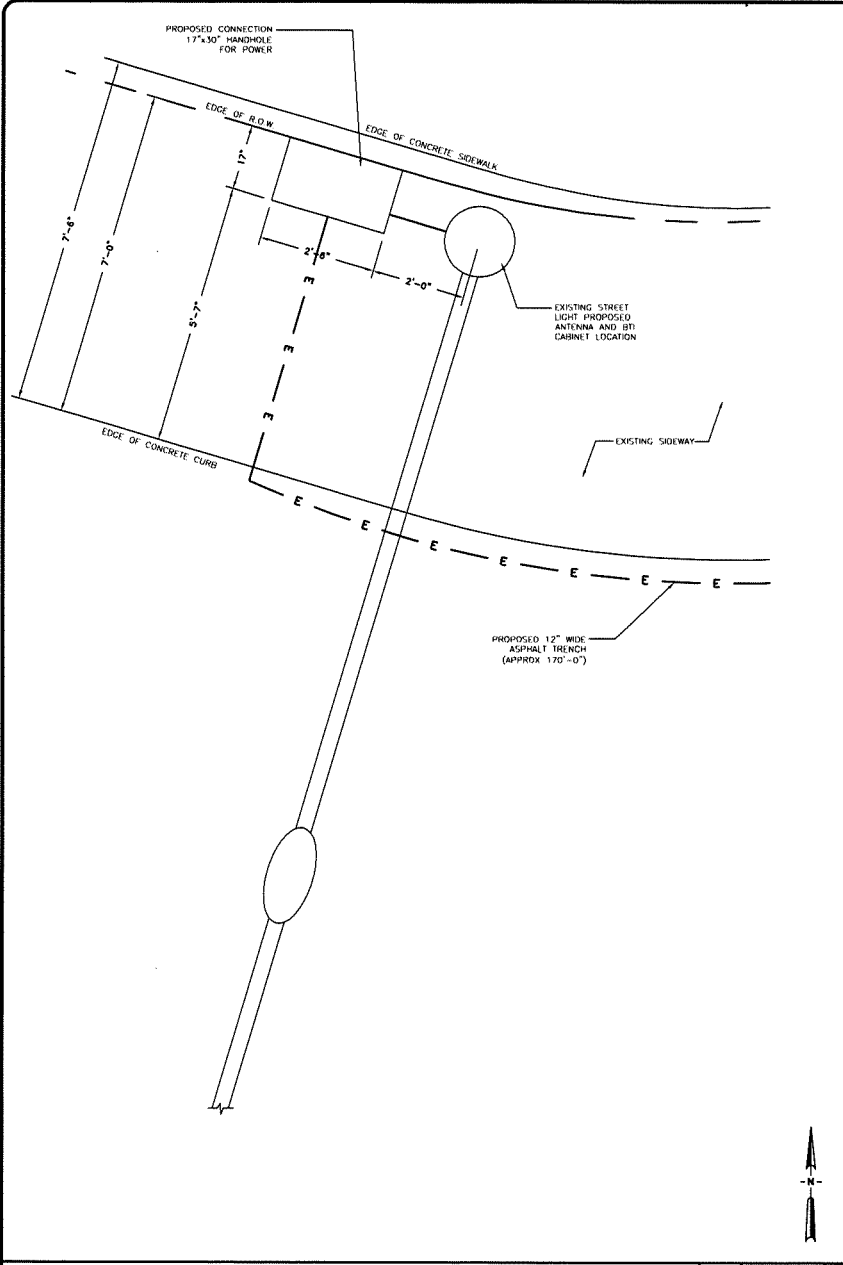 PROPOSED CONNECTION
17"x30" HANDHOLE
FOR POWER
EDGE OF R.O.W
EDGE OF CONCRETE SIDEWALK
17"
7'-6"
7'-0"
5'-7"
2'-6"
2'-0"
E
E
E
E
EXISTING STREET
LIGHT PROPOSED
ANTENNA AND BTI
CABINET LOCATION
EXISTING SIDEWAY
EDGE OF CONCRETE CURB
E
E
E
E
E
E
E
PROPOSED 12" WIDE
ASPHALT TRENCH
(APPROX 170'-0")
-N-